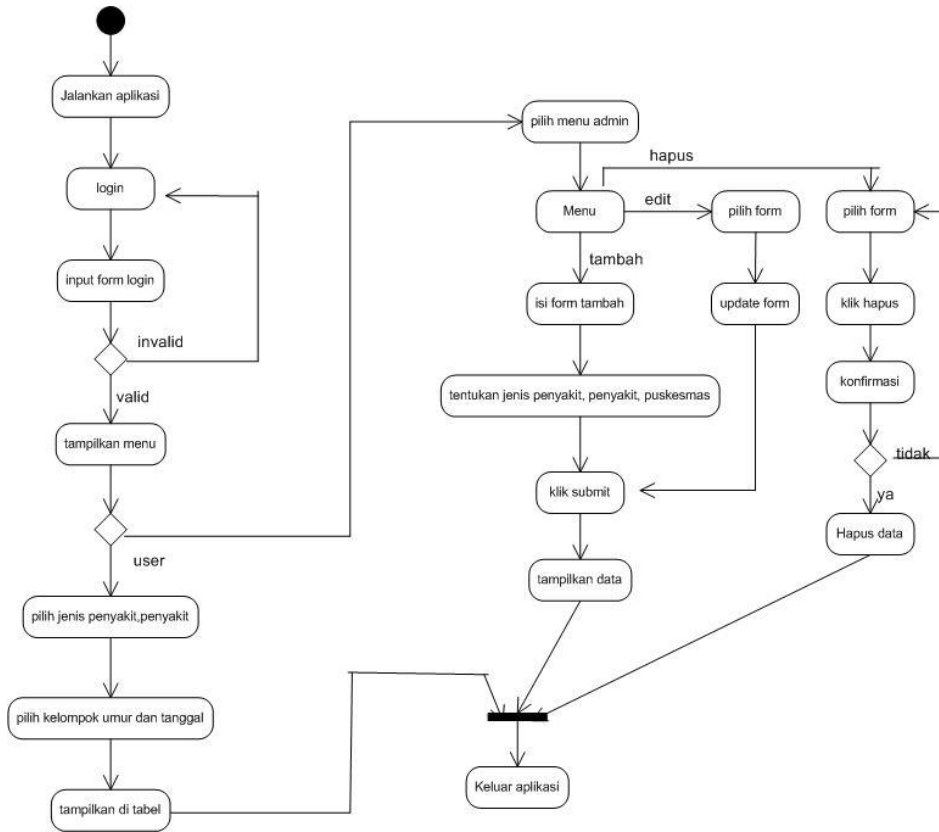 Jalankan aplikasi
login
input form login
invalid
valid
tampilkan menu
user
pilih jenis penyakit,penyakit
pilih kelompok umur dan tanggal
tampilkan di tabel
pilih menu admin
hapus
Menu
edit
pilih form
pilih form
tambah
isi form tambah
update form
klik hapus
tentukan jenis penyakit, penyakit, puskesmas
konfirmasi
tidak
klik submit
ya
Hapus data
tampilkan data
Keluar aplikasi